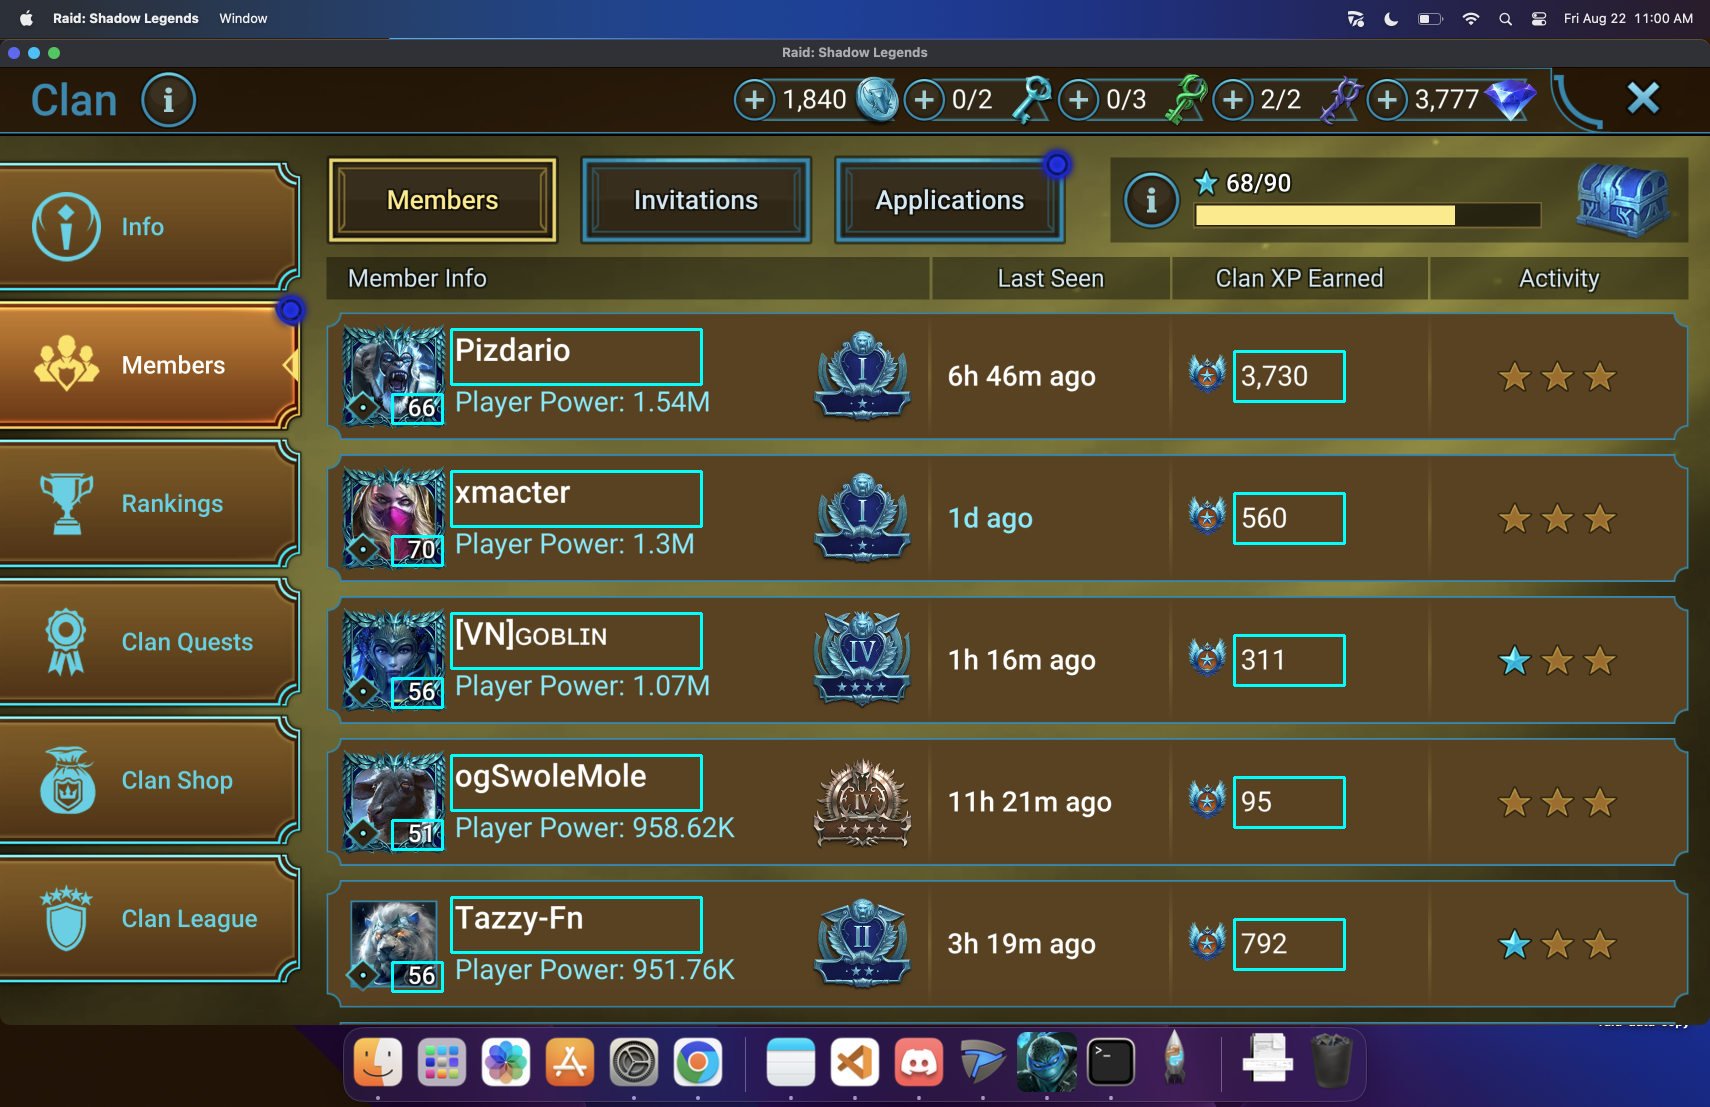 Raid: Shadow Legends Window Fri Aug 22 11:00 AM
Raid: Shadow Legends
Clan i 1,840 0/2 0/3 2/2 3,777
Info
Members
Rankings
Clan Quests
Clan Shop
Clan League
Members Invitations Applications
i 68/90
Member Info Last Seen Clan XP Earned Activity
Pizdario
66 Player Power: 1.54M I 6h 46m ago 3,730
xmacter
70 Player Power: 1.3M I 1d ago 560
[VN]GOBLIN
56 Player Power: 1.07M IV 1h 16m ago 311
ogSwoleMole
51 Player Power: 958.62K IV 11h 21m ago 95
Tazzy-Fn
56 Player Power: 951.76K II 3h 19m ago 792